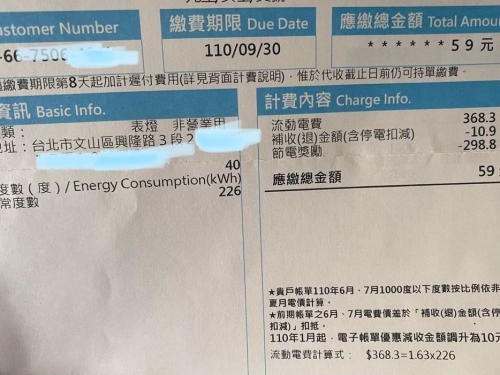 ustomer Number
繳費期限 Due Date
應繳總金額 Total Amou
66-7506
110/09/30
******59元
繳費期限第8天起加計遲付費用(詳見背面計費說明)，惟於代收截止日前仍可持單繳費。
資訊 Basic Info.
計費內容 Charge Info.
類： 表燈 非營業用
地址：台北市文山區興隆路3段2
40
度數(度)/Energy Consumption(kWh)
226
常度數
流動電費 368.3
補收(退)金額(含停電扣減) -10.9
節電獎勵 -298.8
應繳總金額 59
★貴戶帳單110年6月、7月1000度以下度數按比例依非
夏月電價計算。
★前期帳單之6月、7月電費價差於「補收(退)金額(含停
扣減)」扣抵。
110年1月起，電子帳單優惠減收金額調升為10元
流動電費計算式： $368.3=1.63x226